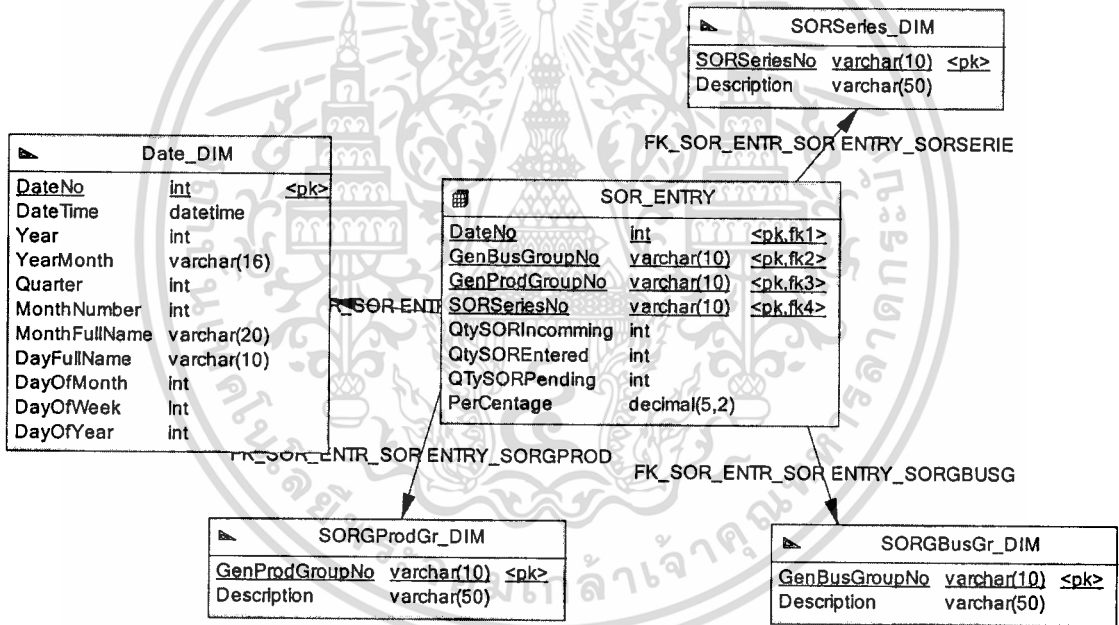 SORSeries_DIM
SORSeriesNo varchar(10) <pk>
Description varchar(50)
FK_SOR_ENTR_SOR ENTRY_SORSERIE
Date_DIM
DateNo int <pk>
DateTime datetime
Year int
YearMonth varchar(16)
Quarter int
MonthNumber int
MonthFullName varchar(20)
DayFullName varchar(10)
DayOfMonth int
DayOfWeek Int
DayOfYear int
SOR_ENTRY
DateNo int <pk,fk1>
GenBusGroupNo varchar(10) <pk,fk2>
GenProdGroupNo varchar(10) <pk,fk3>
SORSeriesNo varchar(10) <pk,fk4>
QtySORIncomming int
QtySOREntered int
QTySORPending int
PerCentage decimal(5,2)
R_SOR ENTR
FK_SOR_ENTR_SOR ENTRY_SORGPROD
FK_SOR_ENTR_SOR ENTRY_SORGBUSG
SORGProdGr_DIM
GenProdGroupNo varchar(10) <pk>
Description varchar(50)
SORGBusGr_DIM
GenBusGroupNo varchar(10) <pk>
Description varchar(50)